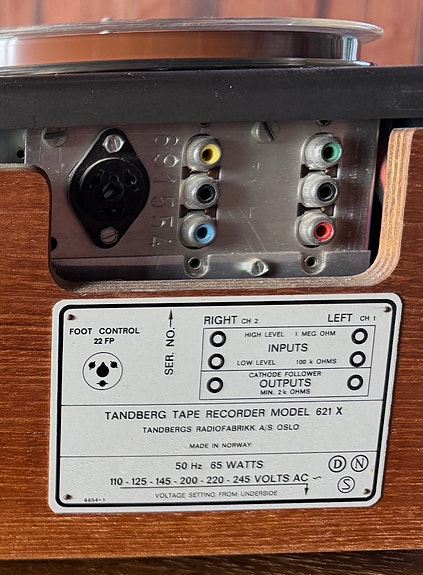 691554
FOOT CONTROL
22 FP
SER. NO.
RIGHT CH 2 LEFT CH 1
HIGH LEVEL 1 MEG OHM
INPUTS
LOW LEVEL 100 k OHMS
CATHODE FOLLOWER
OUTPUTS
MIN. 2 k OHMS
TANDBERG TAPE RECORDER MODEL 621 X
TANDBERGS RADIOFABRIKK A/S OSLO
MADE IN NORWAY
50 Hz 65 WATTS
110 - 125 - 145 - 200 - 220 - 245 VOLTS AC ~
VOLTAGE SETTING FROM UNDERSIDE
D N
S
6654-1